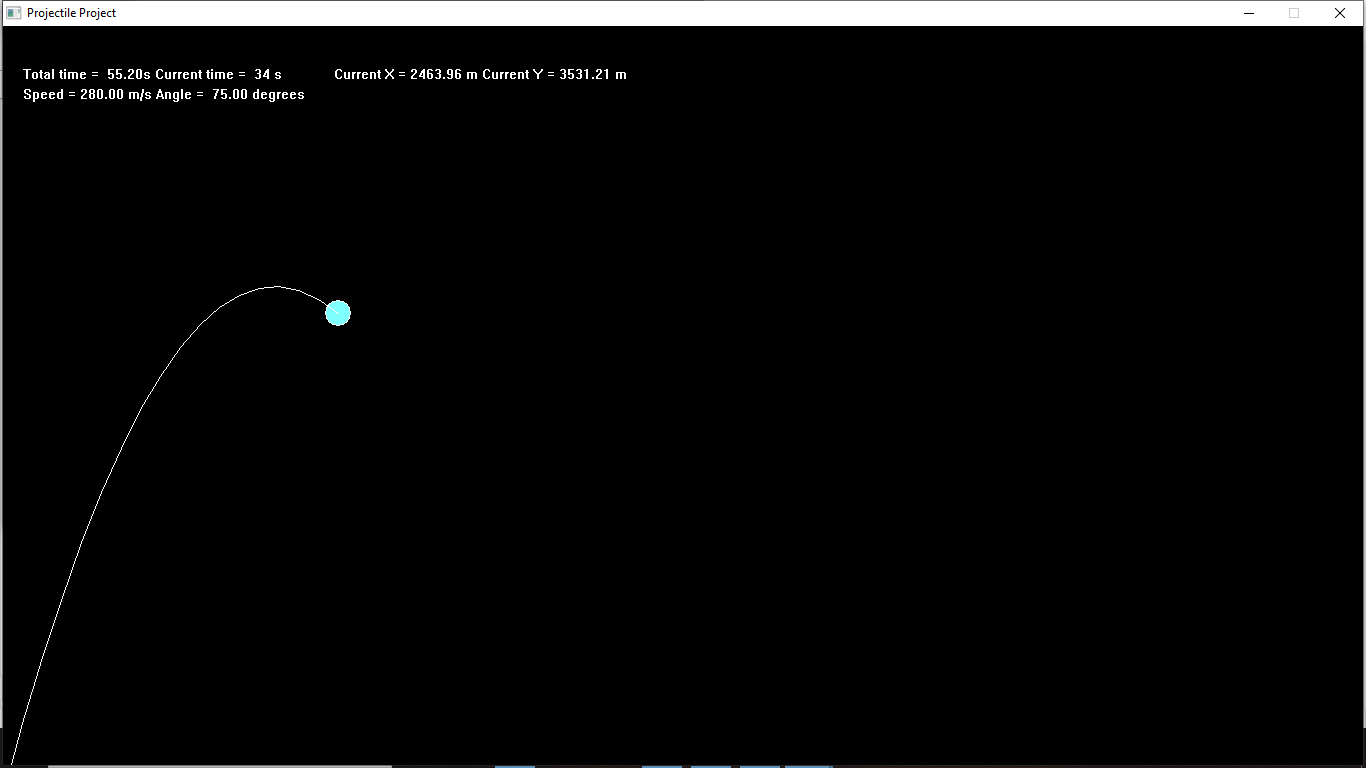 Projectile Project
Total time =  55.20s Current time =  34 s Current X = 2463.96 m Current Y = 3531.21 m
Speed = 280.00 m/s Angle =  75.00 degrees